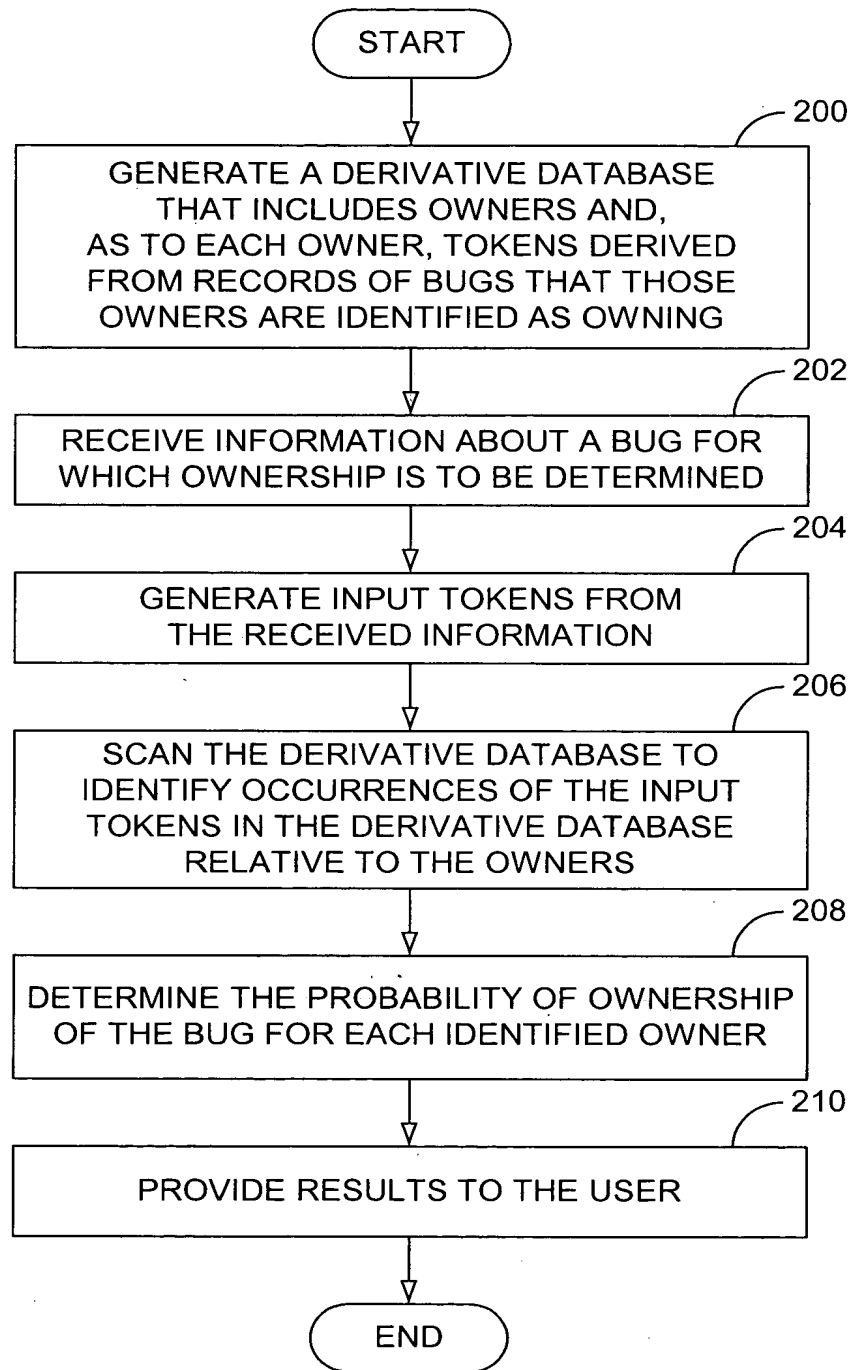 START
200
GENERATE A DERIVATIVE DATABASE
THAT INCLUDES OWNERS AND,
AS TO EACH OWNER, TOKENS DERIVED
FROM RECORDS OF BUGS THAT THOSE
OWNERS ARE IDENTIFIED AS OWNING
202
RECEIVE INFORMATION ABOUT A BUG FOR
WHICH OWNERSHIP IS TO BE DETERMINED
204
GENERATE INPUT TOKENS FROM
THE RECEIVED INFORMATION
206
SCAN THE DERIVATIVE DATABASE TO
IDENTIFY OCCURRENCES OF THE INPUT
TOKENS IN THE DERIVATIVE DATABASE
RELATIVE TO THE OWNERS
208
DETERMINE THE PROBABILITY OF OWNERSHIP
OF THE BUG FOR EACH IDENTIFIED OWNER
210
PROVIDE RESULTS TO THE USER
END